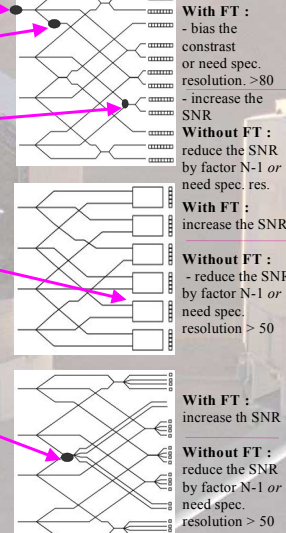 With FT :
- bias the
constrast
or need spec.
resolution. >80
- increase the
SNR
Without FT :
reduce the SNR
by factor N-1 or
need spec. res.
With FT :
increase the SNR
Without FT :
- reduce the SNR
by factor N-1 or
need spec.
resolution > 50
With FT :
increase th SNR
Without FT :
reduce the SNR
by factor N-1 or
need spec.
resolution > 50